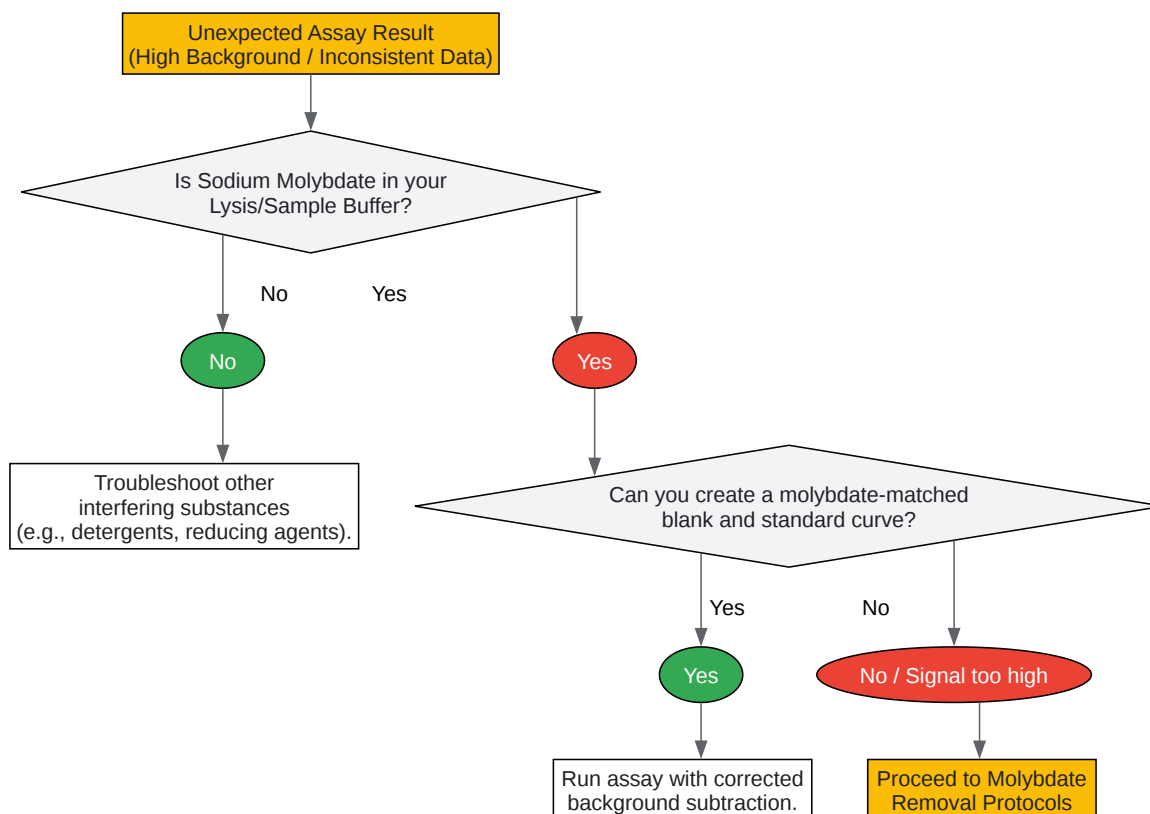 Unexpected Assay Result
(High Background / Inconsistent Data)
Is Sodium Molybdate in your
Lysis/Sample Buffer?
No
Yes
No
Yes
Troubleshoot other
interfering substances
(e.g., detergents, reducing agents).
Can you create a molybdate-matched
blank and standard curve?
Yes
No
Yes
No / Signal too high
Run assay with corrected
background subtraction.
Proceed to Molybdate
Removal Protocols